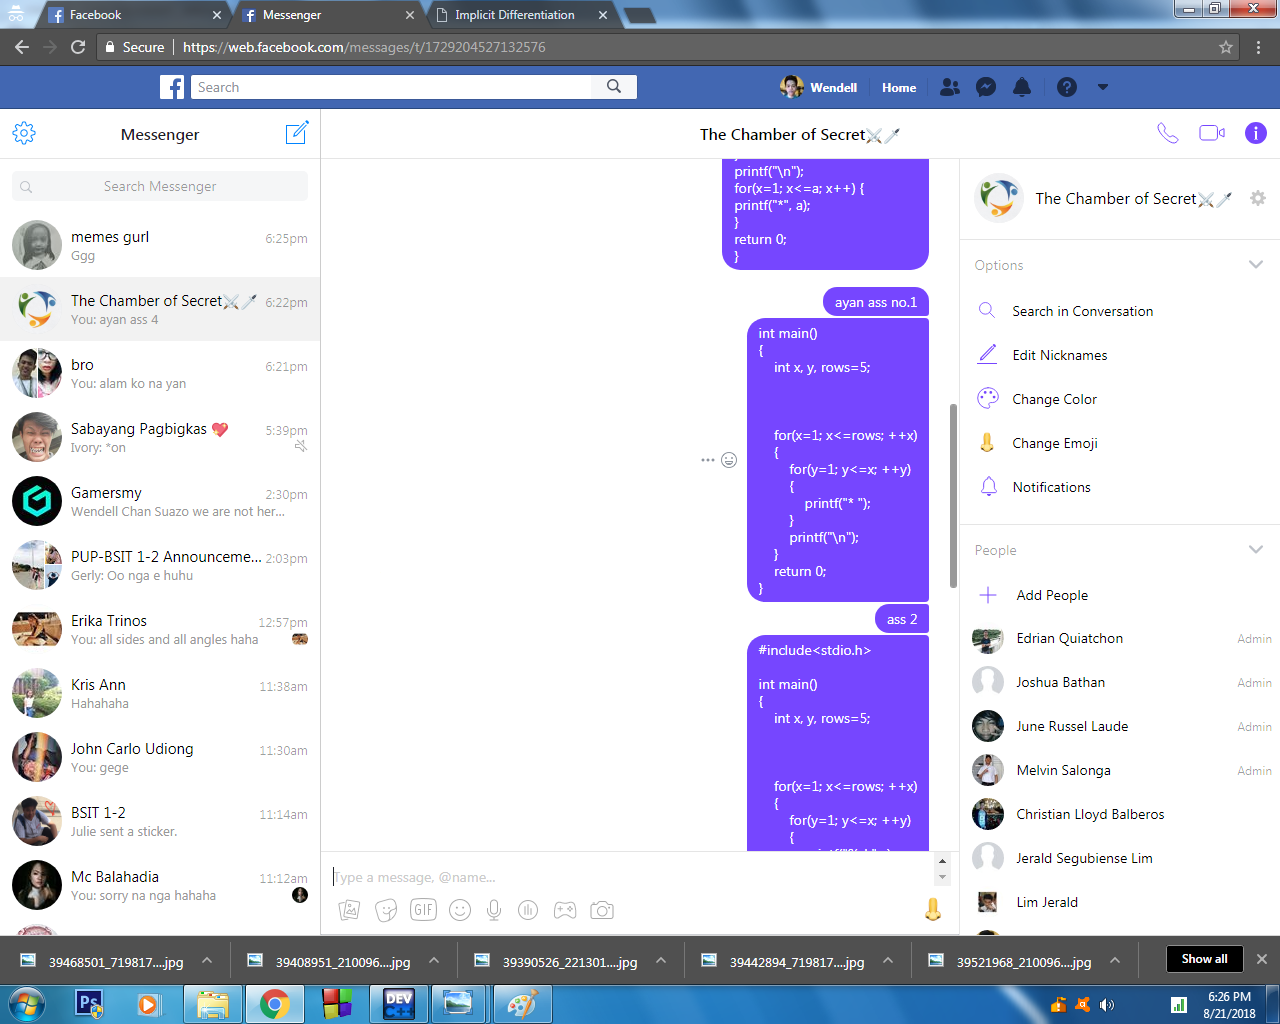 Facebook
Messenger
Implicit Differentiation
Secure
https://web.facebook.com/messages/t/1729204527132576
Search
Wendell
Home
Messenger
The Chamber of Secret⚔️🗡️
Search Messenger
memes gurl
6:25pm
Ggg
The Chamber of Secret⚔️🗡️
6:22pm
You: ayan ass 4
bro
6:21pm
You: alam ko na yan
Sabayang Pagbigkas 💖
5:39pm
Ivory: *on
Gamersmy
2:30pm
Wendell Chan Suazo we are not her...
PUP-BSIT 1-2 Announceme...
2:03pm
Gerly: Oo nga e huhu
Erika Trinos
12:57pm
You: all sides and all angles haha
Kris Ann
11:38am
Hahahaha
John Carlo Udiong
11:30am
You: gege
BSIT 1-2
11:14am
Julie sent a sticker.
Mc Balahadia
11:12am
You: sorry na nga hahaha
printf("\n");
for(x=1; x<=a; x++) {
printf("*", a);
}
return 0;
}
ayan ass no.1
int main()
{
int x, y, rows=5;
for(x=1; x<=rows; ++x)
{
for(y=1; y<=x; ++y)
{
printf("* ");
}
printf("\n");
}
return 0;
}
ass 2
#include<stdio.h>
int main()
{
int x, y, rows=5;
for(x=1; x<=rows; ++x)
{
for(y=1; y<=x; ++y)
{
Type a message, @name...
GIF
The Chamber of Secret⚔️🗡️
Options
Search in Conversation
Edit Nicknames
Change Color
Change Emoji
Notifications
People
Add People
Edrian Quiatchon
Admin
Joshua Bathan
Admin
June Russel Laude
Admin
Melvin Salonga
Admin
Christian Lloyd Balberos
Jerald Segubiense Lim
Lim Jerald
39468501_719817....jpg
39408951_210096....jpg
39390526_221301....jpg
39442894_719817....jpg
39521968_210096....jpg
Show all
Ps
DEV
C++
6:26 PM
8/21/2018